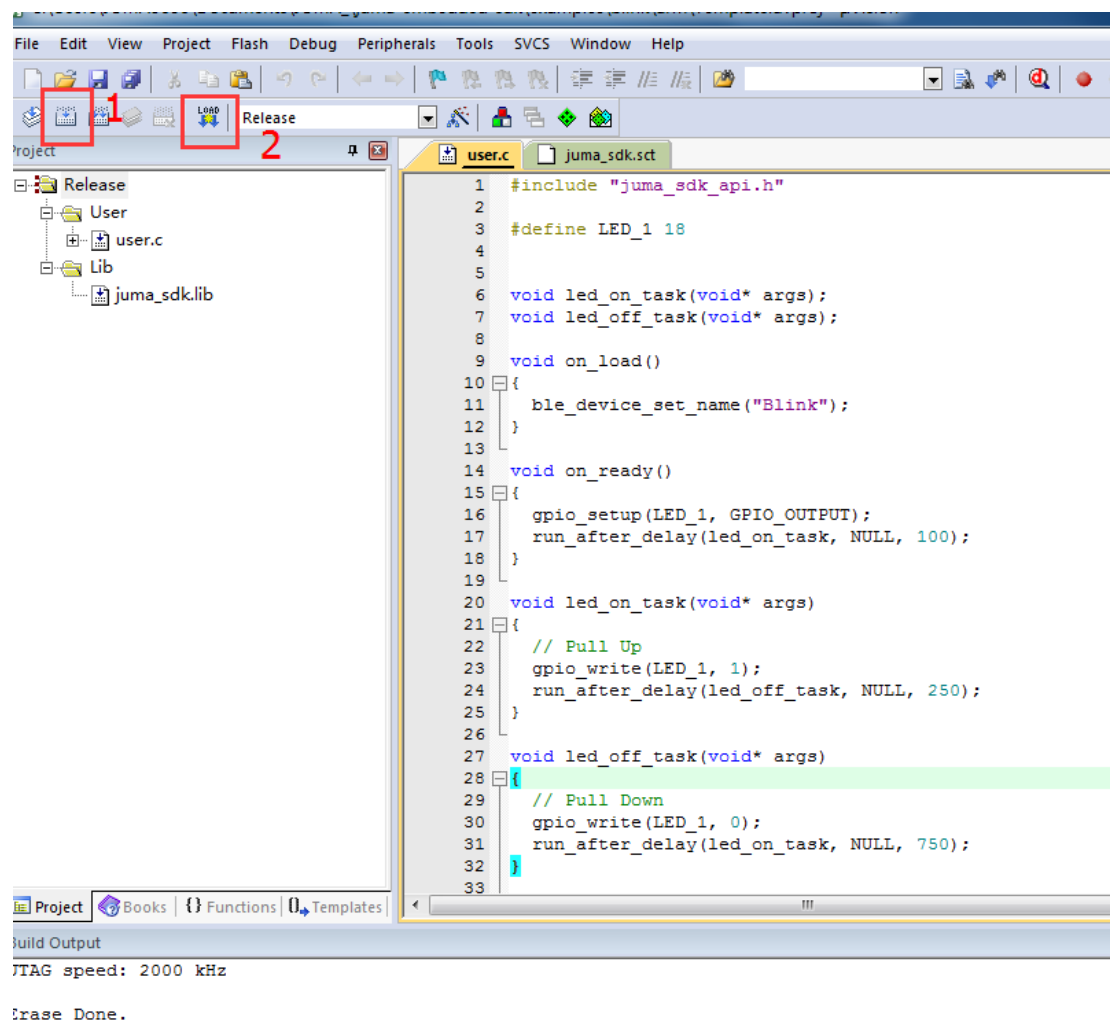 File Edit View Project Flash Debug Peripherals Tools SVCS Window Help
1
LOAD
Release
2
Project
user.c
juma_sdk.sct
Release
User
user.c
Lib
juma_sdk.lib
1 #include "juma_sdk_api.h"
2
3 #define LED_1 18
4
5
6 void led_on_task(void* args);
7 void led_off_task(void* args);
8
9 void on_load()
10 {
11 ble_device_set_name("Blink");
12 }
13
14 void on_ready()
15 {
16 gpio_setup(LED_1, GPIO_OUTPUT);
17 run_after_delay(led_on_task, NULL, 100);
18 }
19
20 void led_on_task(void* args)
21 {
22 // Pull Up
23 gpio_write(LED_1, 1);
24 run_after_delay(led_off_task, NULL, 250);
25 }
26
27 void led_off_task(void* args)
28 {
29 // Pull Down
30 gpio_write(LED_1, 0);
31 run_after_delay(led_on_task, NULL, 750);
32 }
33
Project Books {} Functions Templates
Build Output
JTAG speed: 2000 kHz
Erase Done.